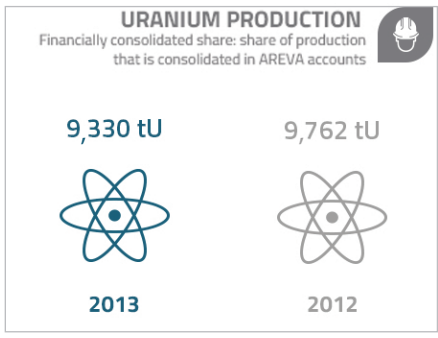 URANIUM PRODUCTION
Financially consolidated share: share of production
that is consolidated in AREVA accounts
9,330 tU
9,762 tU
2013
2012